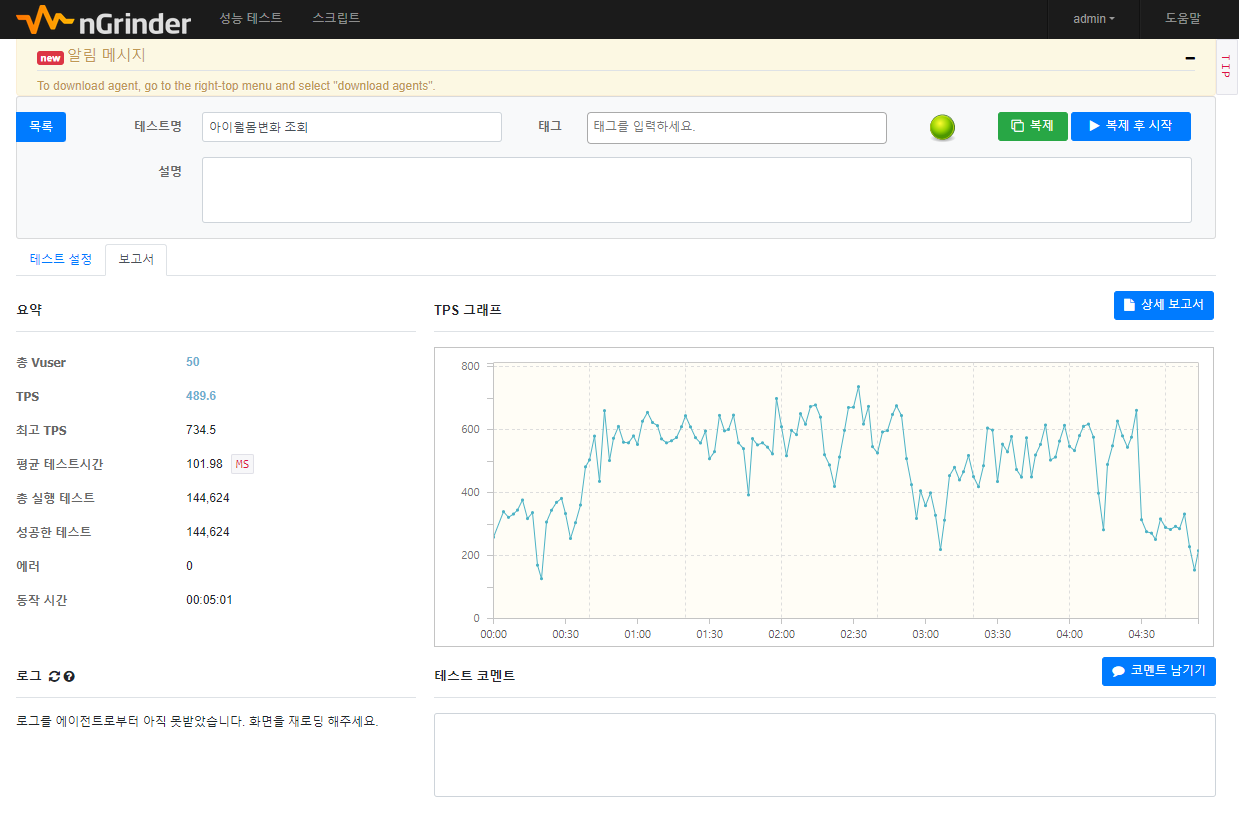 nGrinder 성능 테스트 스크립트 admin 도움말
new 알림 메시지
TIP
To download agent, go to the right-top menu and select "download agents".
목록 테스트명 아이월몸변화 조회 태그 태그를 입력하세요. 복제 복제 후 시작
설명
테스트 설정 보고서
요약
총 Vuser 50
TPS 489.6
최고 TPS 734.5
평균 테스트시간 101.98 MS
총 실행 테스트 144,624
성공한 테스트 144,624
에러 0
동작 시간 00:05:01
TPS 그래프 상세 보고서
800
600
400
200
0
00:00 00:30 01:00 01:30 02:00 02:30 03:00 03:30 04:00 04:30
로그
로그를 에이전트로부터 아직 못받았습니다. 화면을 재로딩 해주세요.
테스트 코멘트 코멘트 남기기